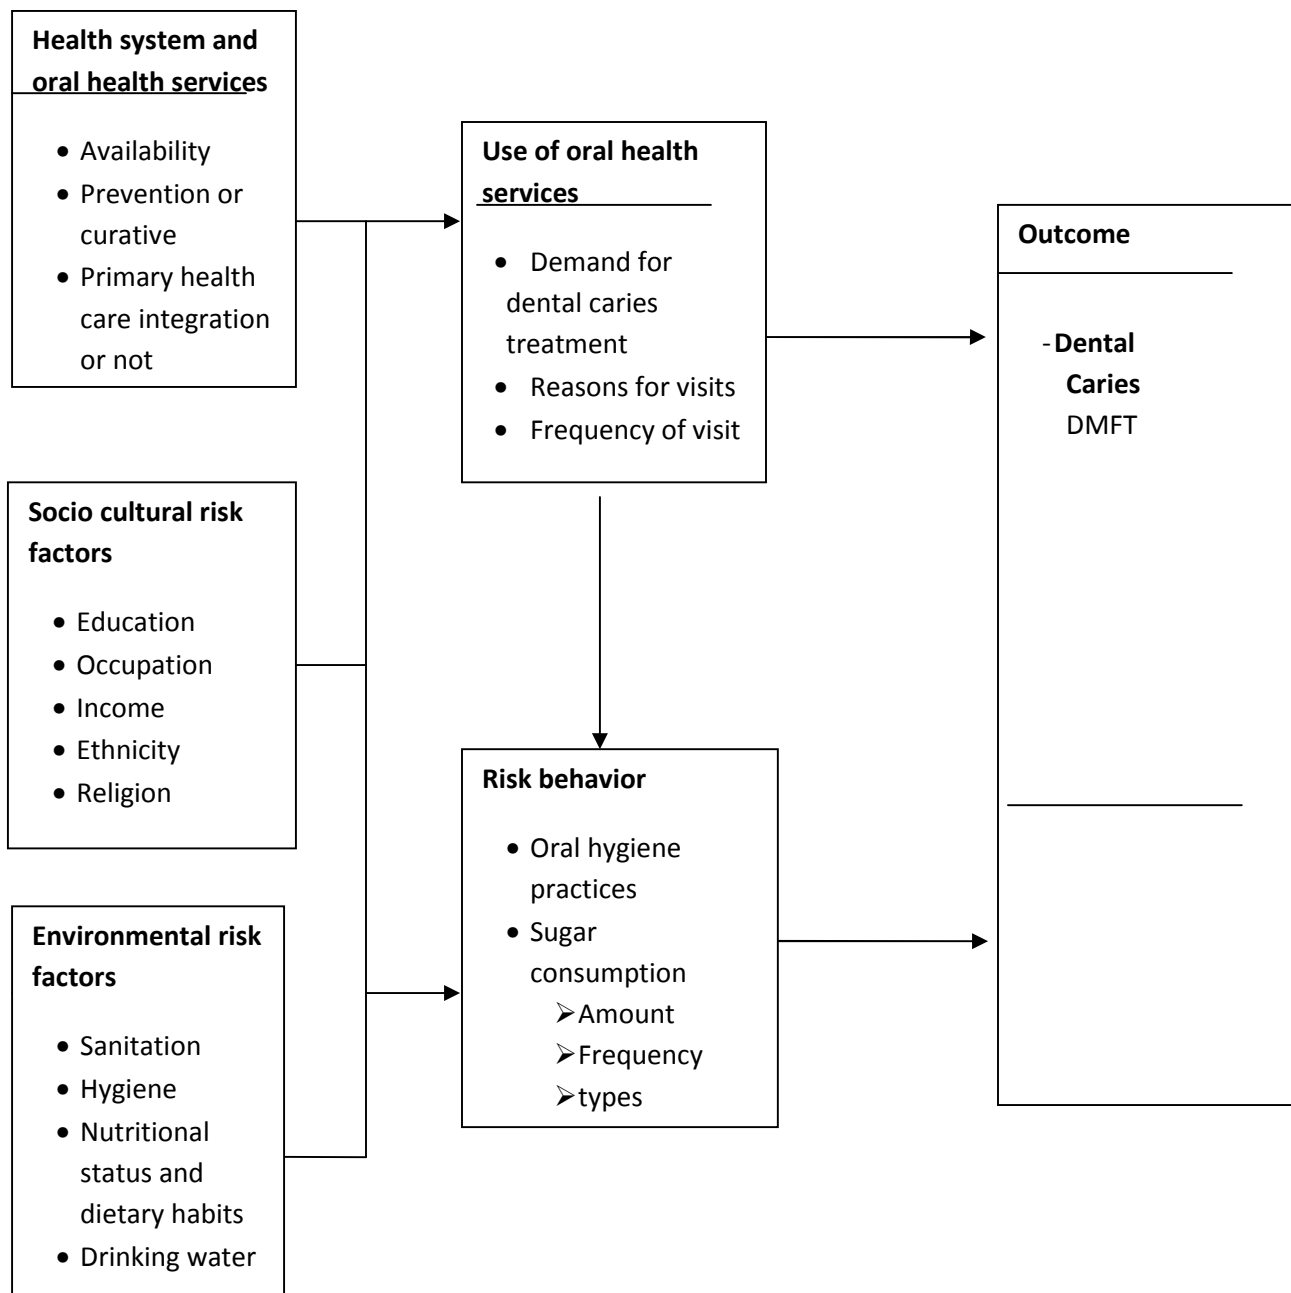 Health system and
oral health services
• Availability
• Prevention or
curative
• Primary health
care integration
or not
Socio cultural risk
factors
• Education
• Occupation
• Income
• Ethnicity
• Religion
Environmental risk
factors
• Sanitation
• Hygiene
• Nutritional
status and
dietary habits
• Drinking water
Use of oral health
services
• Demand for
dental caries
treatment
• Reasons for visits
• Frequency of visit
Risk behavior
• Oral hygiene
practices
• Sugar
consumption
➢Amount
➢Frequency
➢types
Outcome
-Dental
Caries
DMFT